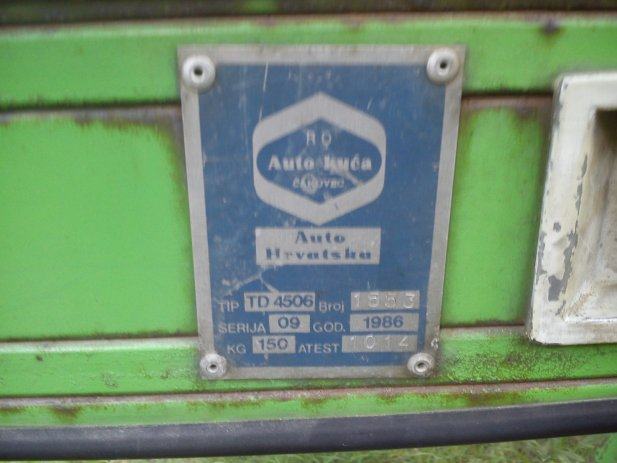 RO
Auto kuća
ČAKOVEC
Auto
Hrvatska
TIP TD 4506 Broj 1553
SERIJA 09 GOD. 1986
KG 150 ATEST 1014